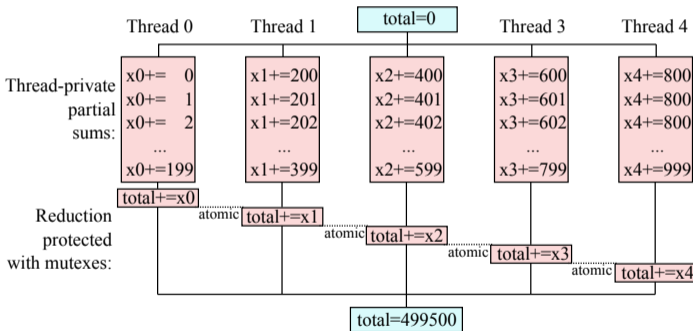 Thread 0
Thread 1
total=0
Thread 3
Thread 4
Thread-private
partial
sums:
x0+= 0
x0+= 1
x0+= 2
...
x0+=199
x1+=200
x1+=201
x1+=202
...
x1+=399
x2+=400
x2+=401
x2+=402
...
x2+=599
x3+=600
x3+=601
x3+=602
...
x3+=799
x4+=800
x4+=800
x4+=800
...
x4+=999
Reduction
protected
with mutexes:
total+=x0
atomic
total+=x1
atomic
total+=x2
atomic
total+=x3
atomic
total+=x4
total=499500